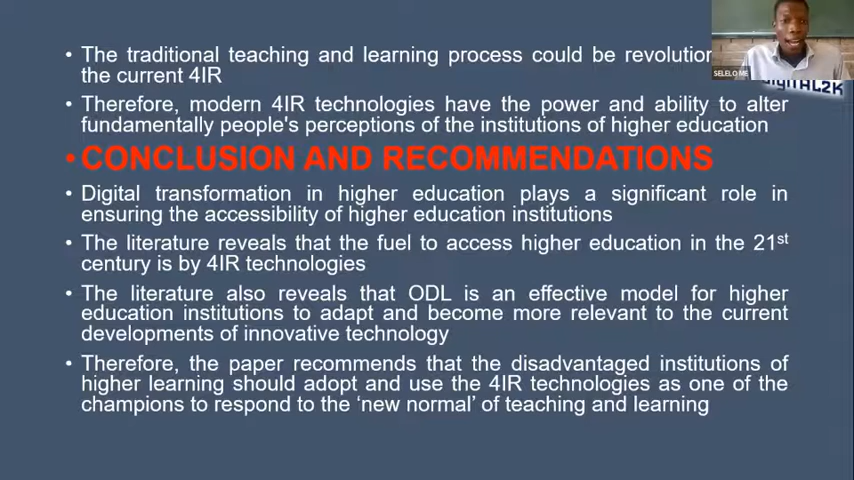 • The traditional teaching and learning process could be
the current 4IR
• Therefore, modern 4IR technologies have the power and ability to alter
fundamentally people's perceptions of the institutions of higher education
• CONCLUSION AND RECOMMENDATIONS
• Digital transformation in higher education plays a significant role in
ensuring the accessibility of higher education institutions
• The literature reveals that the fuel to access higher education in the 21st
century is by 4IR technologies
• The literature also reveals that ODL is an effective model for higher
education institutions to adapt and become more relevant to the current
developments of innovative technology
• Therefore, the paper recommends that the disadvantaged institutions of
higher learning should adopt and use the 4IR technologies as one of the
champions to respond to the ‘new normal’ of teaching and learning
SELELO ME
DIGITAL2K